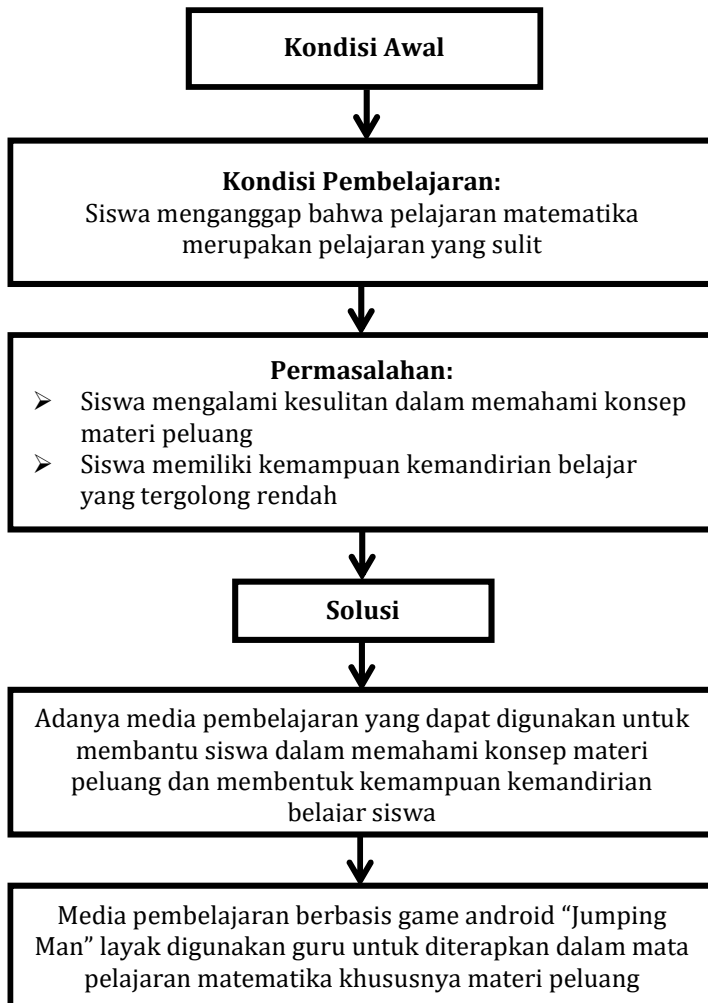 Kondisi Awal
Kondisi Pembelajaran:
Siswa menganggap bahwa pelajaran matematika
merupakan pelajaran yang sulit
Permasalahan:
➢ Siswa mengalami kesulitan dalam memahami konsep
materi peluang
➢ Siswa memiliki kemampuan kemandirian belajar
yang tergolong rendah
Solusi
Adanya media pembelajaran yang dapat digunakan untuk
membantu siswa dalam memahami konsep materi
peluang dan membentuk kemampuan kemandirian
belajar siswa
Media pembelajaran berbasis game android “Jumping
Man” layak digunakan guru untuk diterapkan dalam mata
pelajaran matematika khususnya materi peluang